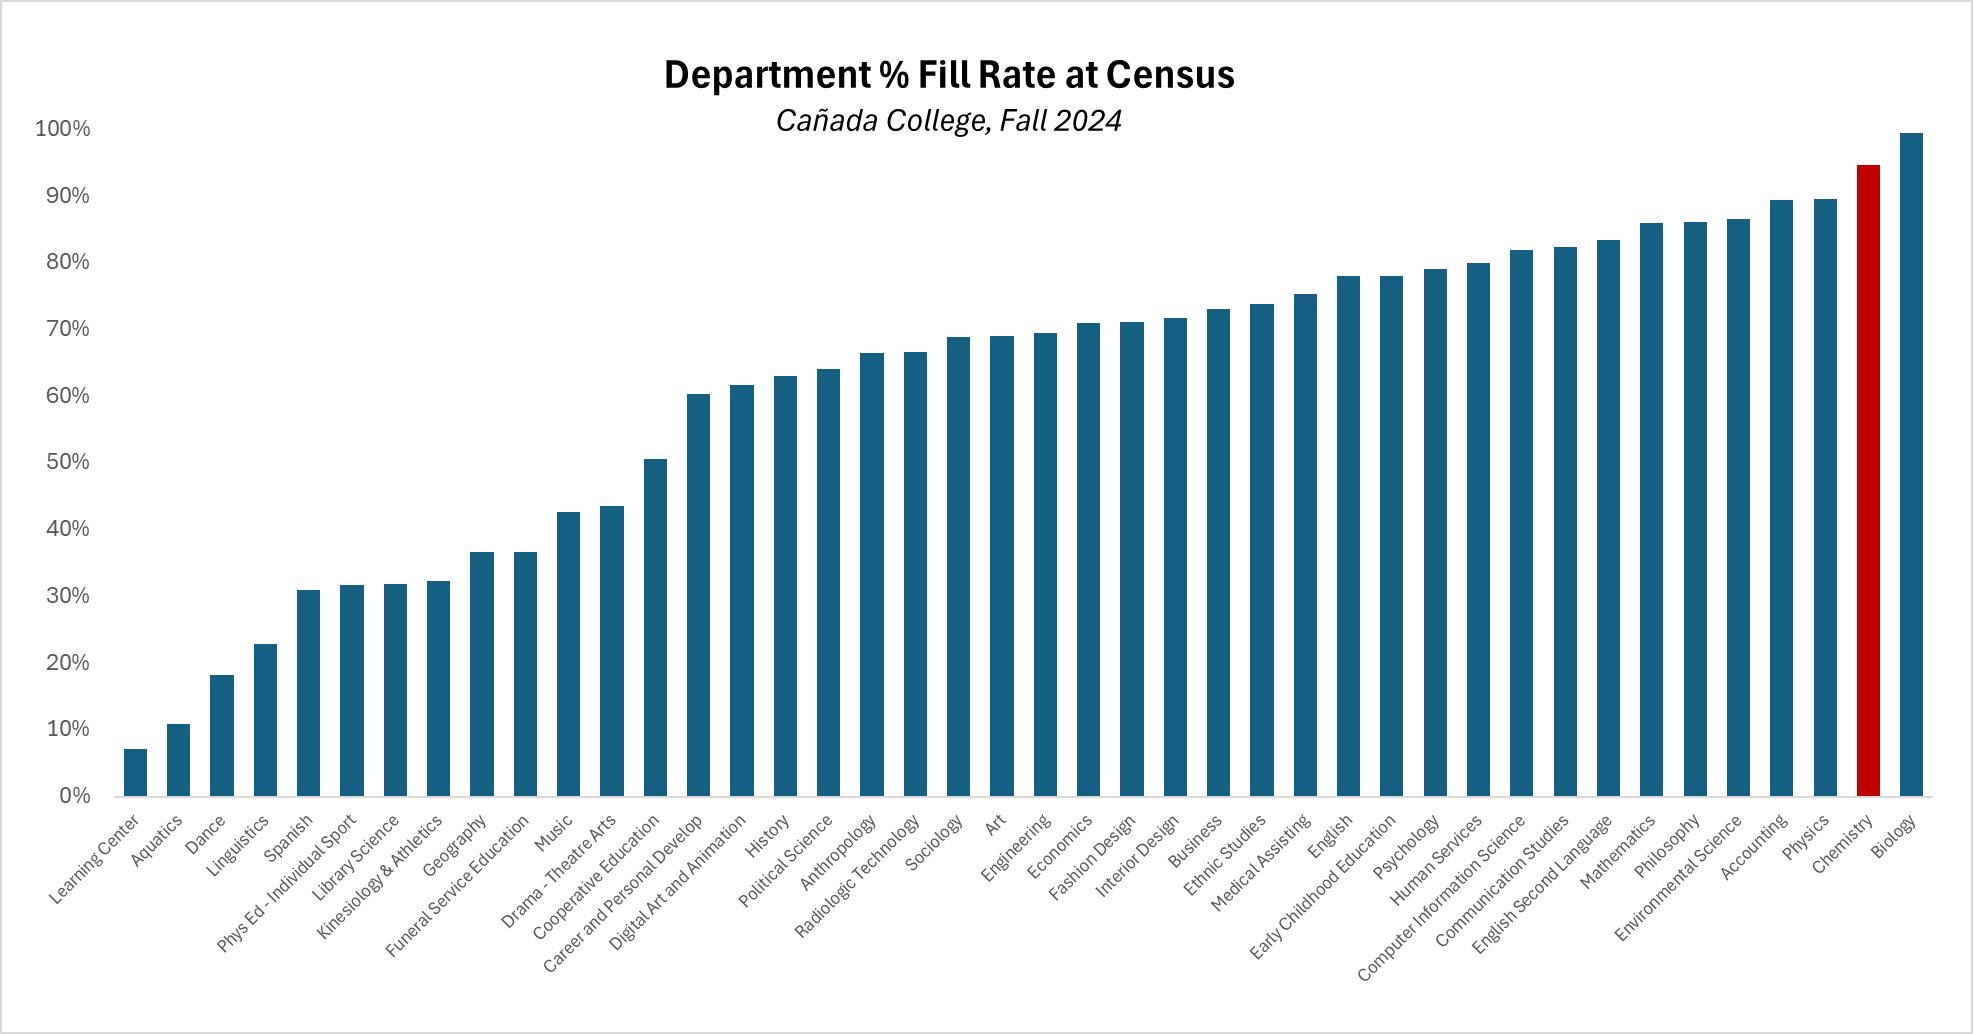 Department % Fill Rate at Census
Cañada College, Fall 2024
100%
90%
80%
70%
60%
50%
40%
30%
20%
10%
0%
Learning Center
Aquatics
Dance
Linguistics
Spanish
Phys Ed - Individual Sport
Library Science
Kinesiology & Athletics
Geography
Funeral Service Education
Music
Drama - Theatre Arts
Cooperative Education
Career and Personal Develop
Digital Art and Animation
History
Political Science
Anthropology
Radiologic Technology
Sociology
Art
Engineering
Economics
Fashion Design
Interior Design
Business
Ethnic Studies
Medical Assisting
English
Early Childhood Education
Psychology
Human Services
Computer Information Science
Communication Studies
English Second Language
Mathematics
Philosophy
Environmental Science
Accounting
Physics
Chemistry
Biology